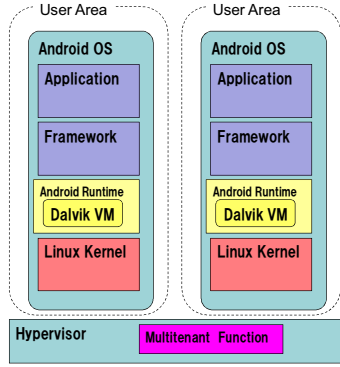 User Area
User Area
Android OS
Application
Framework
Android Runtime
Dalvik VM
Linux Kernel
Android OS
Application
Framework
Android Runtime
Dalvik VM
Linux Kernel
Hypervisor
Multitenant Function